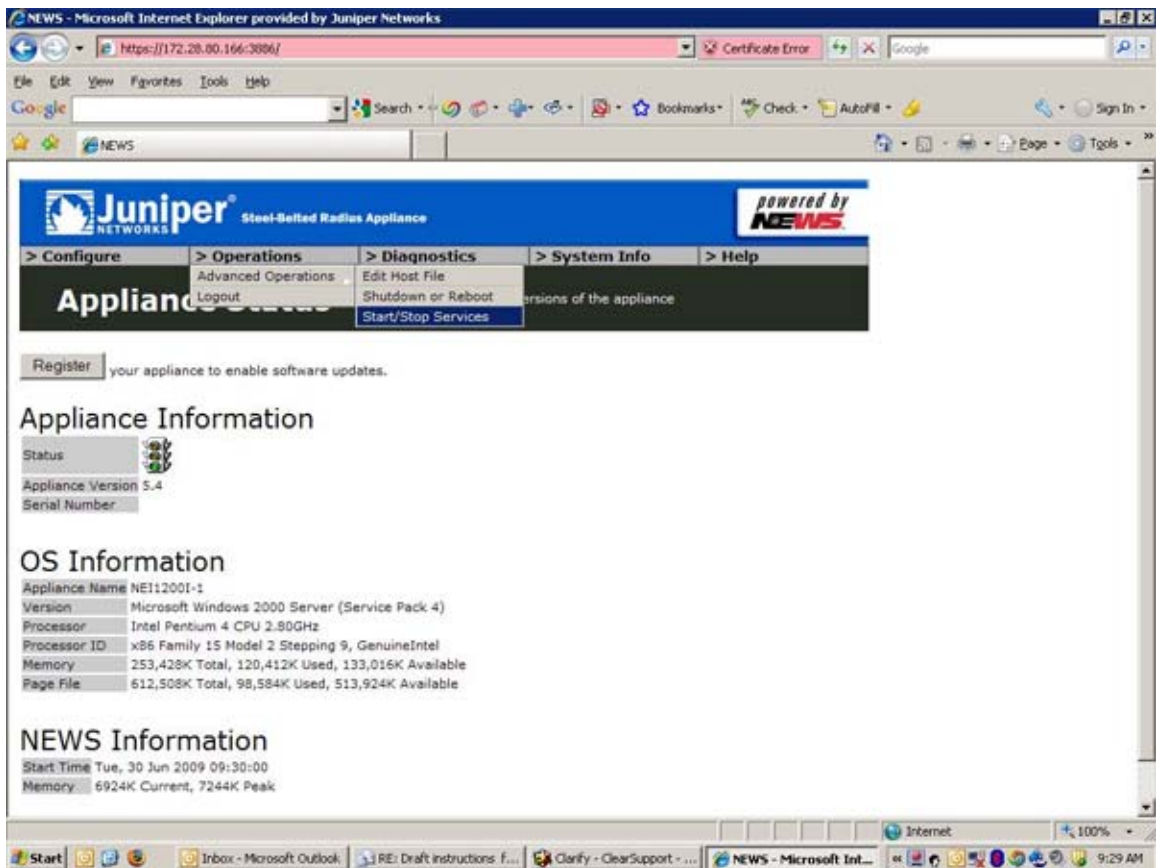 NEWS - Microsoft Internet Explorer provided by Juniper Networks
https://172.28.80.166:3886/
Certificate Error
Google
File Edit View Favorites Tools Help
Google
Search
Bookmarks
Check
AutoFill
Sign In
NEWS
Page
Tools
Juniper®
NETWORKS
Steel-Belted Radius Appliance
powered by
NEWS
> Configure
> Operations
> Diagnostics
> System Info
> Help
Advanced Operations
Edit Host File
Logout
Shutdown or Reboot
Start/Stop Services
Appliance Status
ersions of the appliance
Register your appliance to enable software updates.
Appliance Information
Status
Appliance Version 5.4
Serial Number
OS Information
Appliance Name NEI1200I-1
Version Microsoft Windows 2000 Server (Service Pack 4)
Processor Intel Pentium 4 CPU 2.80GHz
Processor ID x86 Family 15 Model 2 Stepping 9, GenuineIntel
Memory 253,428K Total, 120,412K Used, 133,016K Available
Page File 612,508K Total, 98,584K Used, 513,924K Available
NEWS Information
Start Time Tue, 30 Jun 2009 09:30:00
Memory 6924K Current, 7244K Peak
Internet
100%
Start
Inbox - Microsoft Outlook
RE: Draft instructions f...
Clarify - ClearSupport - ...
NEWS - Microsoft Int...
9:29 AM